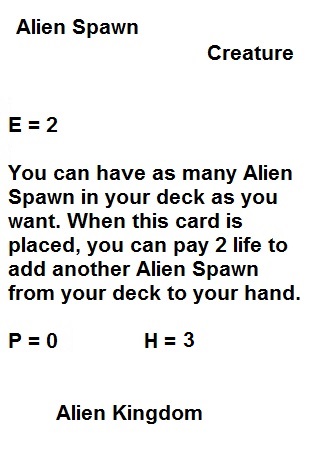 Alien Spawn
Creature
E = 2
You can have as many Alien
Spawn in your deck as you
want. When this card is
placed, you can pay 2 life to
add another Alien Spawn
from your deck to your hand.
P = 0 H = 3
Alien Kingdom